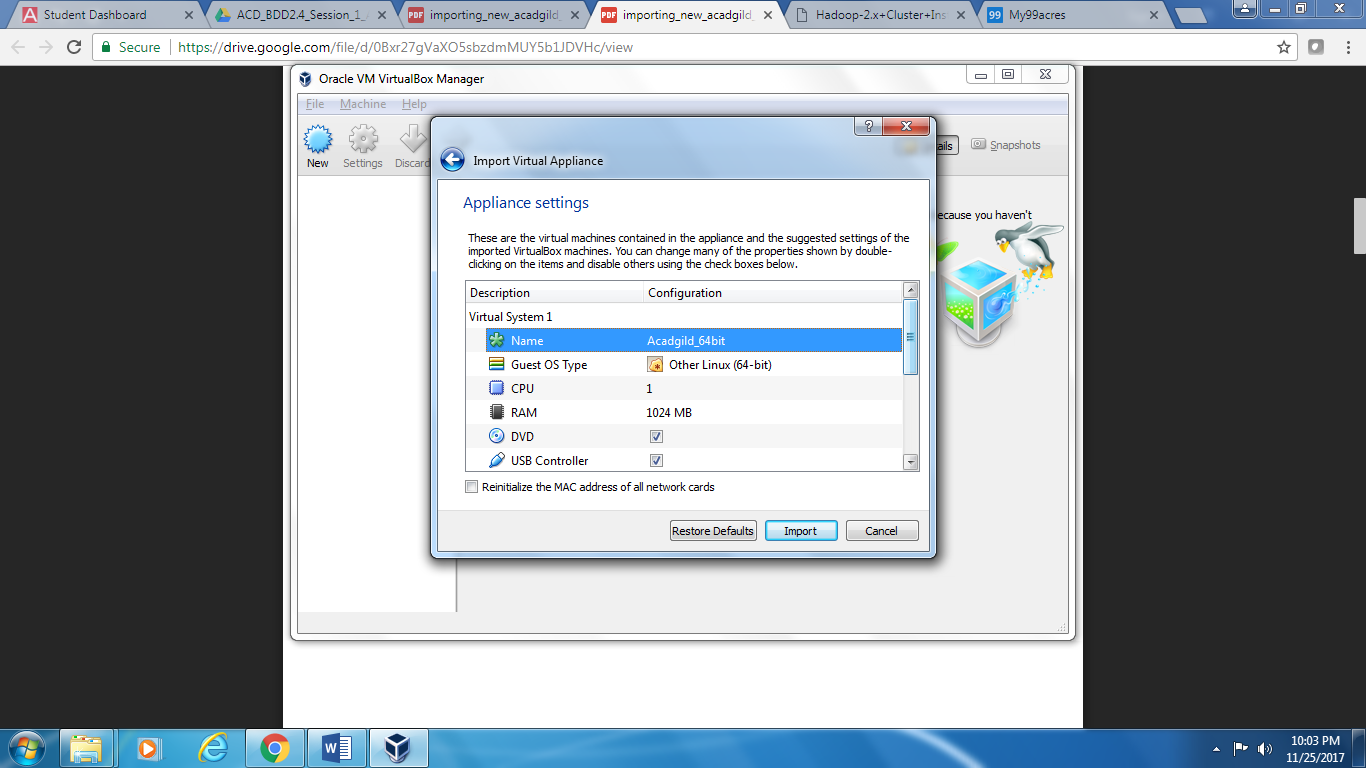 Student Dashboard
ACD_BDD2.4_Session_1_
importing_new_acadgild_
importing_new_acadgild_
Hadoop-2.x+Cluster+Ins
99 My99acres
Secure https://drive.google.com/file/d/0Bxr27gVaXO5sbzdmMUY5b1JDVHc/view
Oracle VM VirtualBox Manager
File Machine Help
New Settings Discard
ails Snapshots
ecause you haven't
Import Virtual Appliance
Appliance settings
These are the virtual machines contained in the appliance and the suggested settings of the
imported VirtualBox machines. You can change many of the properties shown by double-
clicking on the items and disable others using the check boxes below.
Description Configuration
Virtual System 1
Name Acadgild_64bit
Guest OS Type Other Linux (64-bit)
CPU 1
RAM 1024 MB
DVD
USB Controller
Reinitialize the MAC address of all network cards
Restore Defaults Import Cancel
10:03 PM
11/25/2017